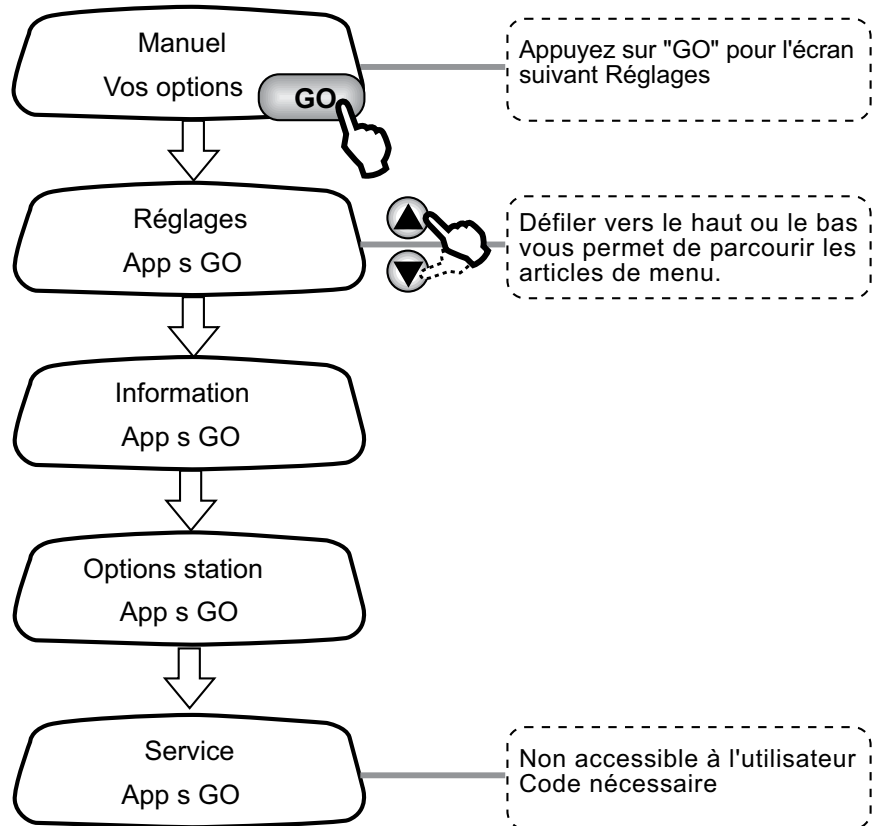 Manuel
Vos options
GO
Appuyez sur "GO" pour l'écran
suivant Réglages
Réglages
App s GO
Défiler vers le haut ou le bas
vous permet de parcourir les
articles de menu.
Information
App s GO
Options station
App s GO
Service
App s GO
Non accessible à l'utilisateur
Code nécessaire